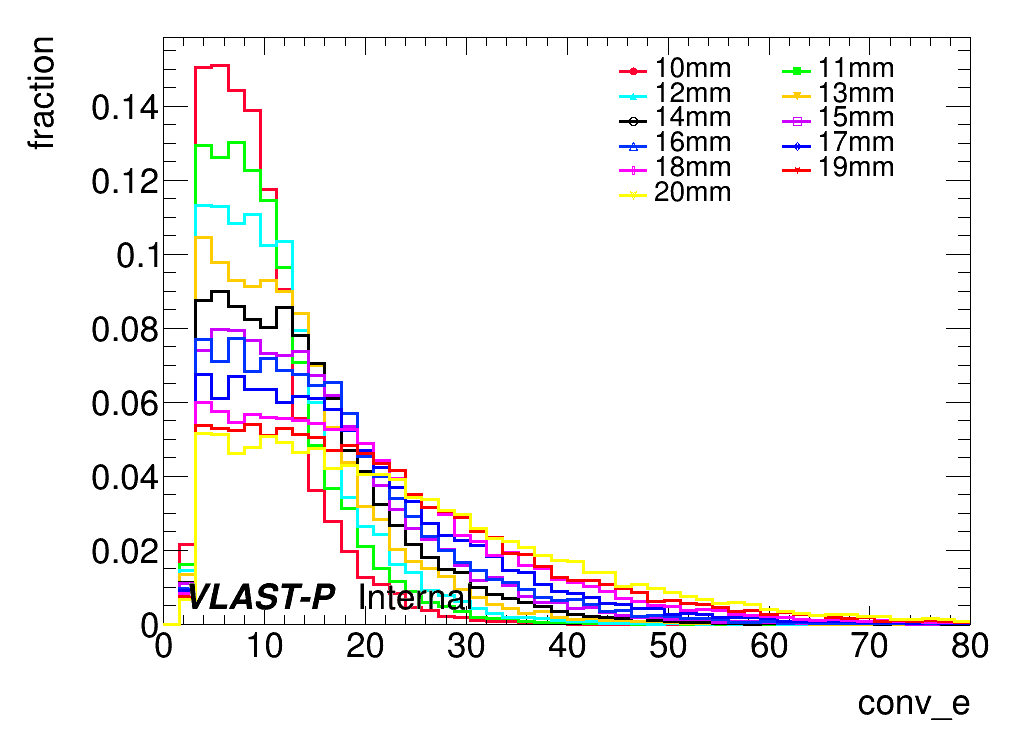 fraction
10mm 11mm
12mm 13mm
14mm 15mm
16mm 17mm
18mm 19mm
20mm
0.14
0.12
0.1
0.08
0.06
0.04
0.02
0
VLAST-P Internal
0 10 20 30 40 50 60 70 80
conv_e